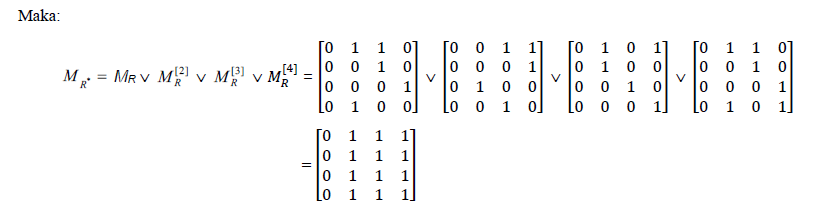 Maka:
M_{R^*} = M_R ∨ M_R^{[2]} ∨ M_R^{[3]} ∨ M_R^{[4]} = [0 1 1 0; 0 0 1 0; 0 0 0 1; 0 1 0 0] ∨ [0 0 1 1; 0 0 0 1; 0 1 0 0; 0 0 1 0] ∨ [0 1 0 1; 0 1 0 0; 0 0 1 0; 0 0 0 1] ∨ [0 1 1 0; 0 0 1 0; 0 0 0 1; 0 1 0 1]
= [0 1 1 1; 0 1 1 1; 0 1 1 1; 0 1 1 1]